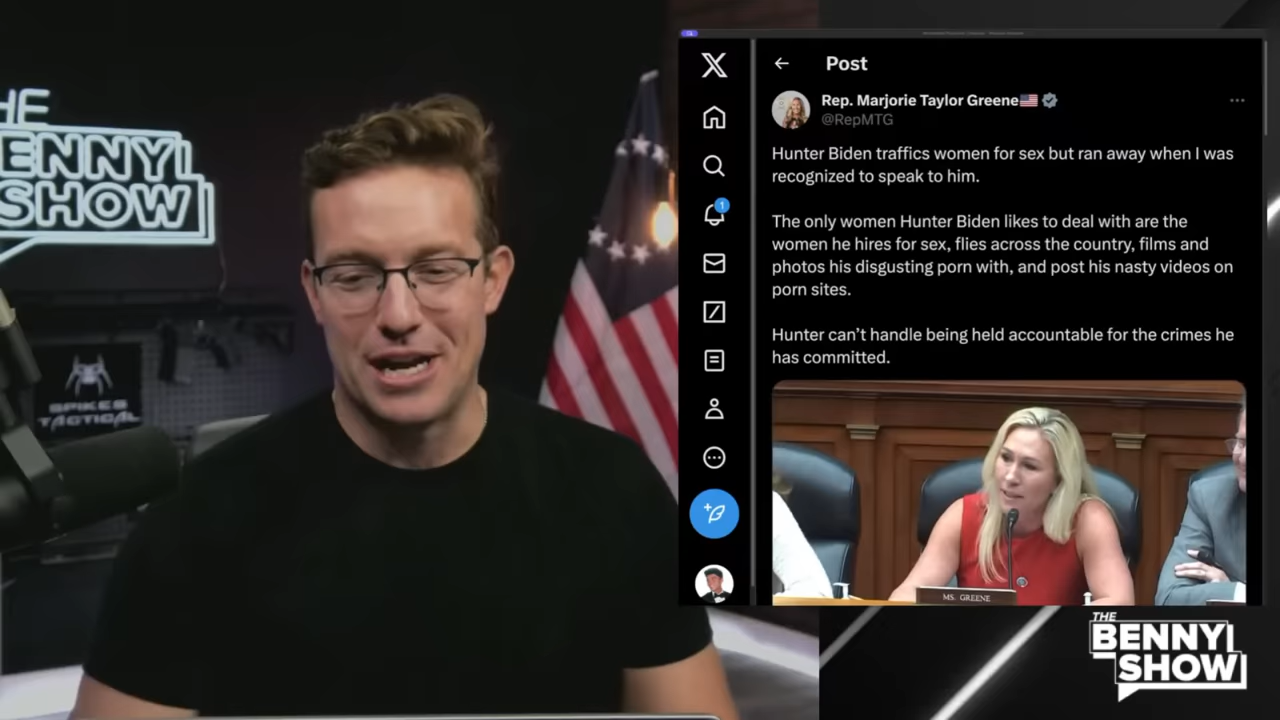 THE
BENNY
SHOW
SPIKES
TACTICAL
Post
Rep. Marjorie Taylor Greene
@RepMTG
Hunter Biden traffics women for sex but ran away when I was
recognized to speak to him.
The only women Hunter Biden likes to deal with are the
women he hires for sex, flies across the country, films and
photos his disgusting porn with, and post his nasty videos on
porn sites.
Hunter can’t handle being held accountable for the crimes he
has committed.
1
MS. GREENE
THE
BENNY
SHOW